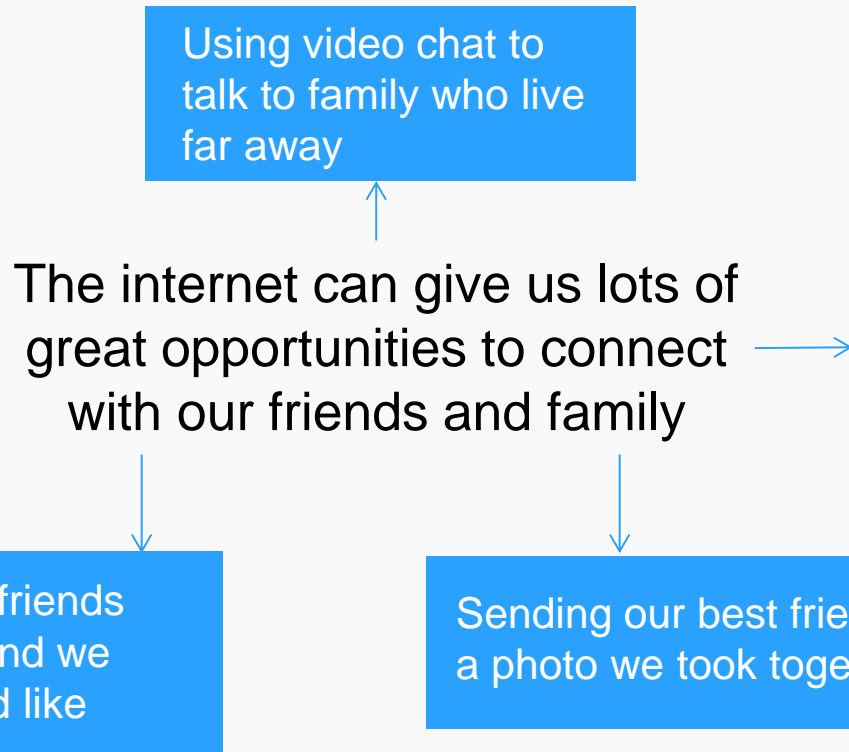 Using video chat to
talk to family who live
far away
The internet can give us lots of
great opportunities to connect
with our friends and family
friends
we
like
Sending our best
a photo we took